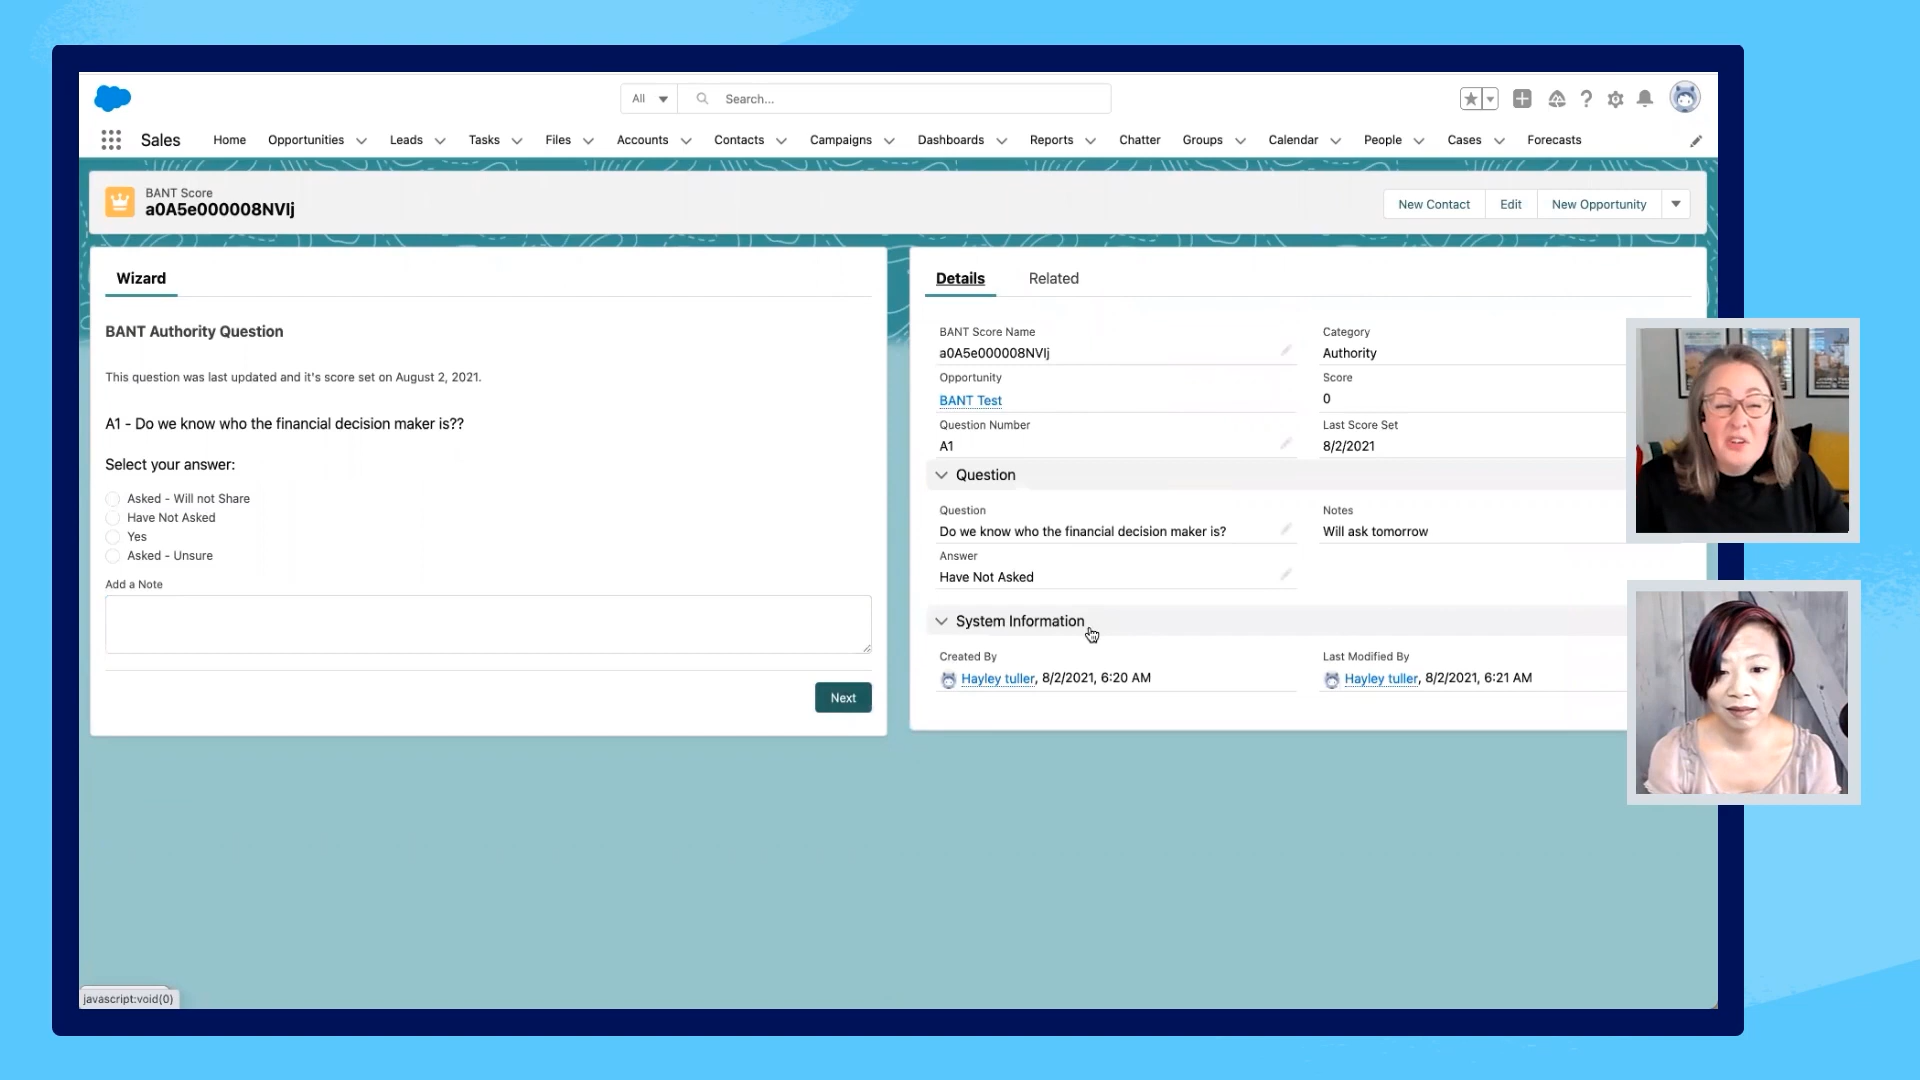 All
Search...
Sales
Home
Opportunities
Leads
Tasks
Files
Accounts
Contacts
Campaigns
Dashboards
Reports
Chatter
Groups
Calendar
People
Cases
Forecasts
BANT Score
a0A5e000008NVIj
New Contact
Edit
New Opportunity
Wizard
BANT Authority Question
This question was last updated and it's score set on August 2, 2021.
A1 - Do we know who the financial decision maker is??
Select your answer:
Asked - Will not Share
Have Not Asked
Yes
Asked - Unsure
Add a Note
Next
Details
Related
BANT Score Name
a0A5e000008NVIj
Category
Authority
Opportunity
BANT Test
Score
0
Question Number
A1
Last Score Set
8/2/2021
Question
Question
Do we know who the financial decision maker is?
Notes
Will ask tomorrow
Answer
Have Not Asked
System Information
Created By
Hayley tuller, 8/2/2021, 6:20 AM
Last Modified By
Hayley tuller, 8/2/2021, 6:21 AM
javascript:void(0)